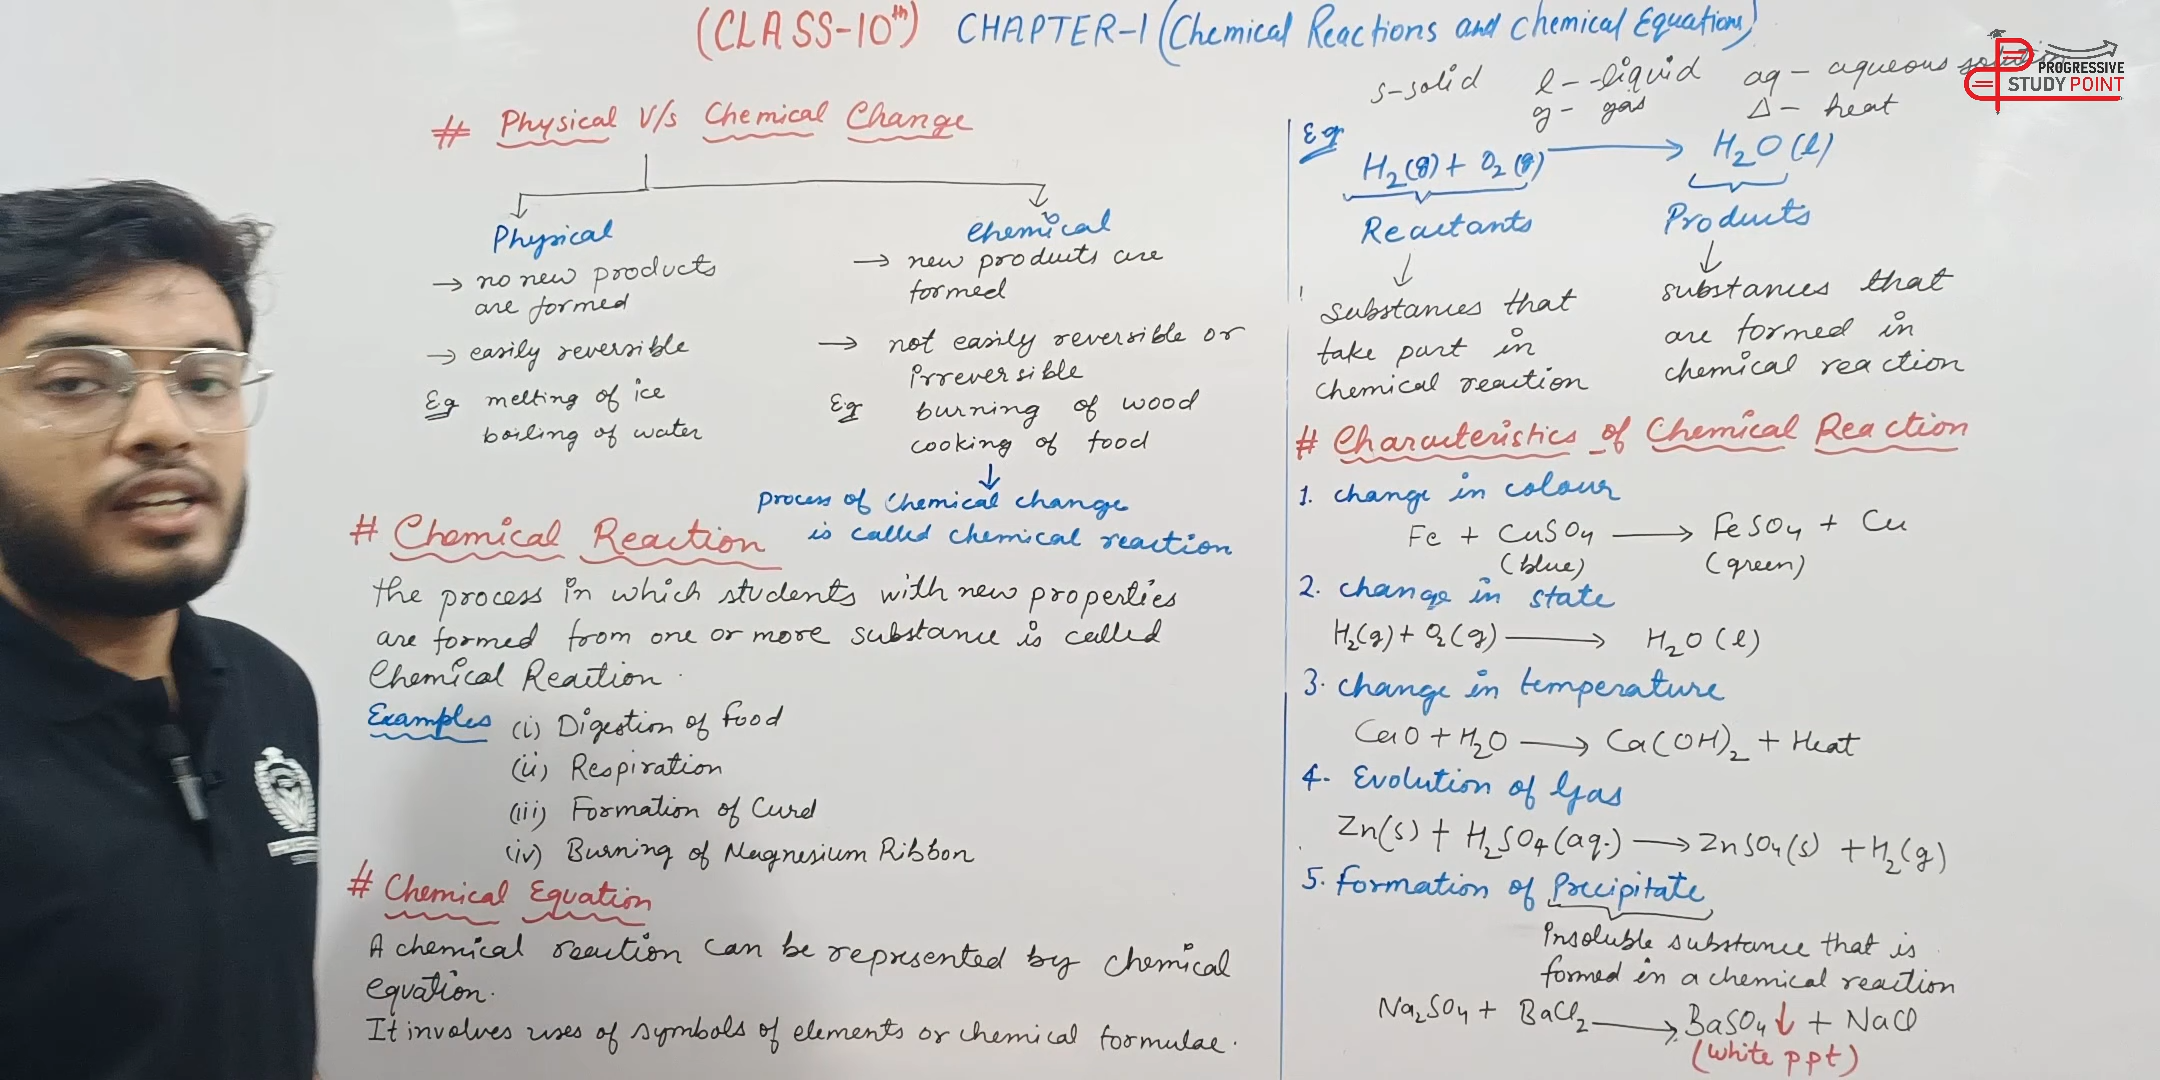 (CLASS-10th) CHAPTER-1 (Chemical Reactions and Chemical Equations)
PROGRESSIVE
STUDY POINT
# Physical V/s Chemical Change
Physical
→ no new products
are formed
→ easily reversible
Eg melting of ice
boiling of water
Chemical
→ new products are
formed
→ not easily reversible or
irreversible
Eg burning of wood
cooking of food
↓
process of chemical change
is called chemical reaction
# Chemical Reaction
the process in which students with new properties
are formed from one or more substance is called
Chemical Reaction.
Examples (i) Digestion of food
(ii) Respiration
(iii) Formation of Curd
(iv) Burning of Magnesium Ribbon
# Chemical Equation
A chemical reaction can be represented by chemical
equation.
It involves uses of symbols of elements or chemical formulae.
s-solid l-liquid aq-aqueous solution
g- gas Δ- heat
Eg H₂(g) + O₂(g) → H₂O(l)
Reactants
↓
substances that
take part in
chemical reaction
Products
↓
substances that
are formed in
chemical reaction
# Characteristics of Chemical Reaction
1. change in colour
Fe + CuSO₄ → FeSO₄ + Cu
(blue) (green)
2. change in state
H₂(g) + O₂(g) → H₂O(l)
3. change in temperature
CaO + H₂O → Ca(OH)₂ + Heat
4. Evolution of Gas
Zn(s) + H₂SO₄(aq.) → ZnSO₄(s) + H₂(g)
5. Formation of Precipitate
insoluble substance that is
formed in a chemical reaction
Na₂SO₄ + BaCl₂ → BaSO₄↓ + NaCl
(white ppt)